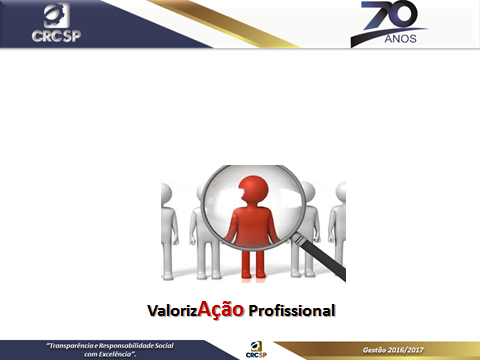 CRCSP
70
ANOS
ValorizAção Profissional
"Transparência e Responsabilidade Social
com Excelência".
CRCSP
Gestão 2016/2017